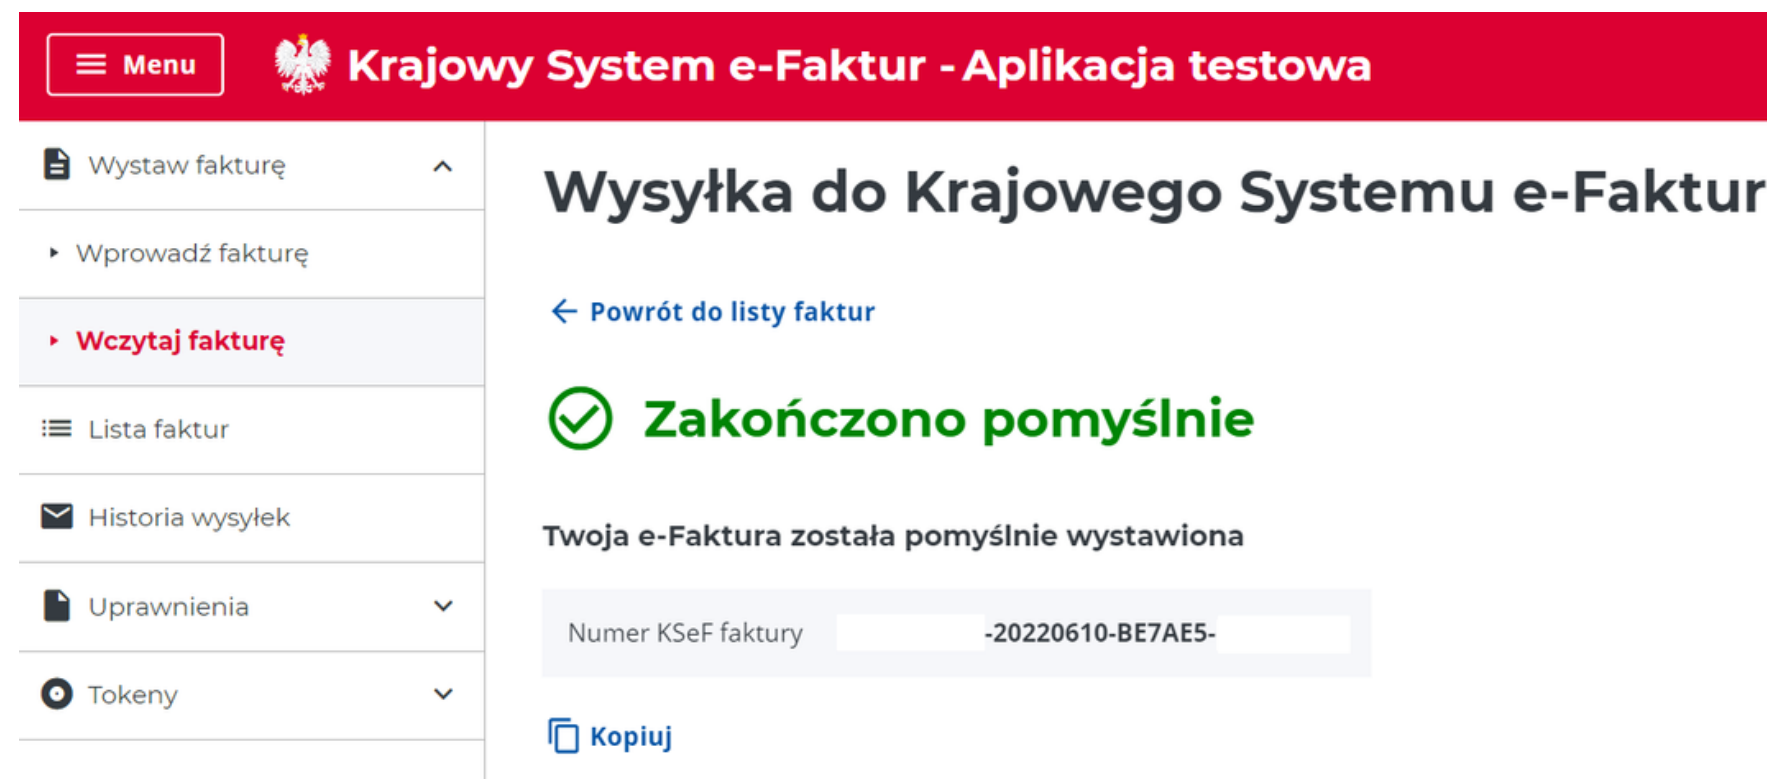 Menu
Krajowy System e-Faktur - Aplikacja testowa
Wystaw fakturę
Wprowadź fakturę
Wczytaj fakturę
Lista faktur
Historia wysyłek
Uprawnienia
Tokeny
Wysyłka do Krajowego Systemu e-Faktur
Powrót do listy faktur
Zakończono pomyślnie
Twoja e-Faktura została pomyślnie wystawiona
Numer KSeF faktury -20220610-BE7AE5-
Kopiuj